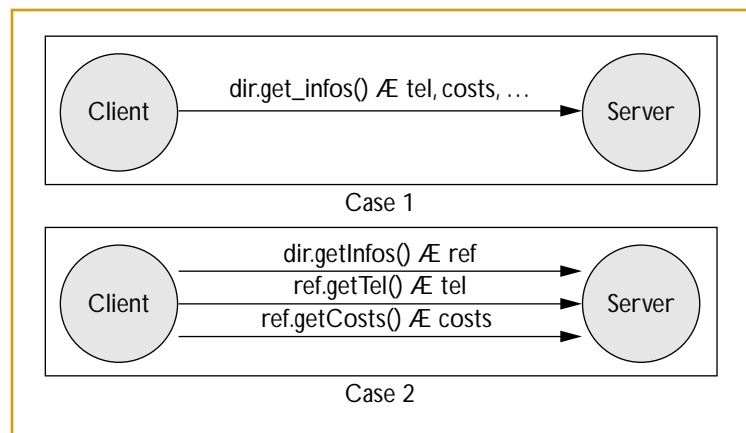 Client
dir.get_infos() Æ tel, costs, ...
Server
Case 1
Client
dir.getInfos() Æ ref
ref.getTel() Æ tel
ref.getCosts() Æ costs
Server
Case 2